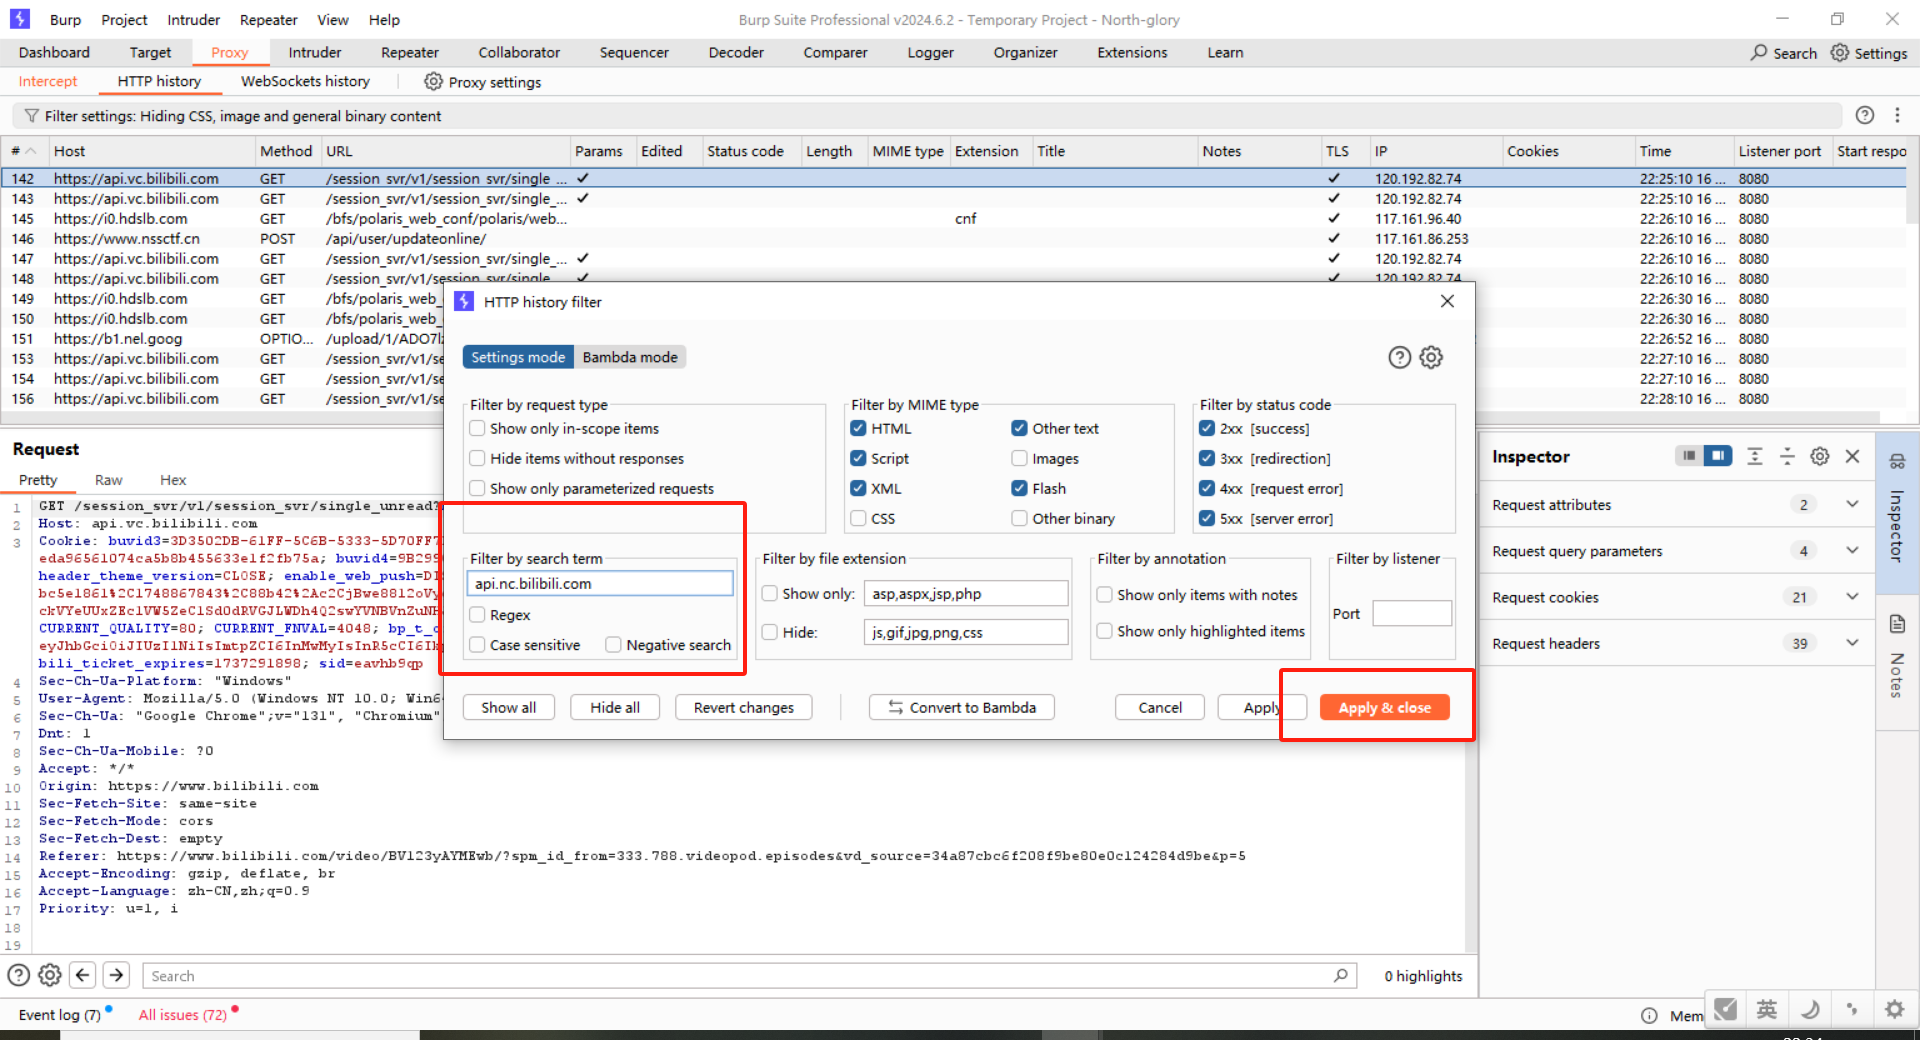 Burp Project Intruder Repeater View Help Burp Suite Professional v2024.6.2 - Temporary Project - North-glory
Dashboard Target Proxy Intruder Repeater Collaborator Sequencer Decoder Comparer Logger Organizer Extensions Learn Search Settings
Intercept HTTP history WebSockets history Proxy settings
Filter settings: Hiding CSS, image and general binary content
# Host Method URL Params Edited Status code Length MIME type Extension Title Notes TLS IP Cookies Time Listener port Start respo
142 https://api.vc.bilibili.com GET /session_svr/v1/session_svr/single_... ✓ ✓ 120.192.82.74 22:25:10 16 ... 8080
143 https://api.vc.bilibili.com GET /session_svr/v1/session_svr/single_... ✓ ✓ 120.192.82.74 22:25:10 16 ... 8080
145 https://i0.hdslb.com GET /bfs/polaris_web_conf/polaris/web... cnf ✓ 117.161.96.40 22:26:10 16 ... 8080
146 https://www.nssctf.cn POST /api/user/updateonline/ ✓ 117.161.86.253 22:26:10 16 ... 8080
147 https://api.vc.bilibili.com GET /session_svr/v1/session_svr/single_... ✓ ✓ 120.192.82.74 22:26:10 16 ... 8080
148 https://api.vc.bilibili.com GET /session_svr/v1/session_svr/single_... ✓ ✓ 120.192.82.74 22:26:10 16 ... 8080
149 https://i0.hdslb.com GET /bfs/polaris_web_ 22:26:30 16 ... 8080
150 https://i0.hdslb.com GET /bfs/polaris_web_ 22:26:30 16 ... 8080
151 https://b1.nel.goog OPTIO... /upload/1/ADO7l 22:26:52 16 ... 8080
153 https://api.vc.bilibili.com GET /session_svr/v1/se 22:27:10 16 ... 8080
154 https://api.vc.bilibili.com GET /session_svr/v1/se 22:27:10 16 ... 8080
156 https://api.vc.bilibili.com GET /session_svr/v1/se 22:28:10 16 ... 8080
HTTP history filter
Settings mode Bambda mode
Filter by request type
Show only in-scope items
Hide items without responses
Show only parameterized requests
Filter by MIME type
HTML Other text
Script Images
XML Flash
CSS Other binary
Filter by status code
2xx [success]
3xx [redirection]
4xx [request error]
5xx [server error]
Filter by search term
api.nc.bilibili.com
Regex
Case sensitive Negative search
Filter by file extension
Show only: asp,aspx,jsp,php
Hide: js,gif,jpg,png,css
Filter by annotation
Show only items with notes
Show only highlighted items
Filter by listener
Port
Show all Hide all Revert changes Convert to Bambda Cancel Apply Apply & close
Request
Pretty Raw Hex
1 GET /session_svr/v1/session_svr/single_unread?
2 Host: api.vc.bilibili.com
3 Cookie: buvid3=3D3502DB-61FF-5C6B-5333-5D70FF7
eda96561074ca5b8b455633e1f2fb75a; buvid4=9B299
header_theme_version=CLOSE; enable_web_push=DI
bc5e1861%2C1748867843%2C88b42%2Ac2CjBwe8812oVy
ckVYeUUxZEc1VW5ZeC1SdUdRVGJLWDh4Q2swYVNBVnZuNH
CURRENT_QUALITY=80; CURRENT_FNVAL=4048; bp_t_o
eyJhbGciOiJIUzI1NiIsImtpZCI6InMwMyIsInR5cCI6Ik
bili_ticket_expires=1737291898; sid=eavhb9qp
4 Sec-Ch-Ua-Platform: "Windows"
5 User-Agent: Mozilla/5.0 (Windows NT 10.0; Win6
6 Sec-Ch-Ua: "Google Chrome";v="131", "Chromium"
7 Dnt: 1
8 Sec-Ch-Ua-Mobile: ?0
9 Accept: */*
10 Origin: https://www.bilibili.com
11 Sec-Fetch-Site: same-site
12 Sec-Fetch-Mode: cors
13 Sec-Fetch-Dest: empty
14 Referer: https://www.bilibili.com/video/BV123yAYMEwb/?spm_id_from=333.788.videopod.episodes&vd_source=34a87cbc6f208f9be80e0c124284d9be&p=5
15 Accept-Encoding: gzip, deflate, br
16 Accept-Language: zh-CN,zh;q=0.9
17 Priority: u=1, i
18
19
Inspector
Request attributes 2
Request query parameters 4
Request cookies 21
Request headers 39
Inspector
Notes
Search 0 highlights
Event log (7) All issues (72) Mem 英